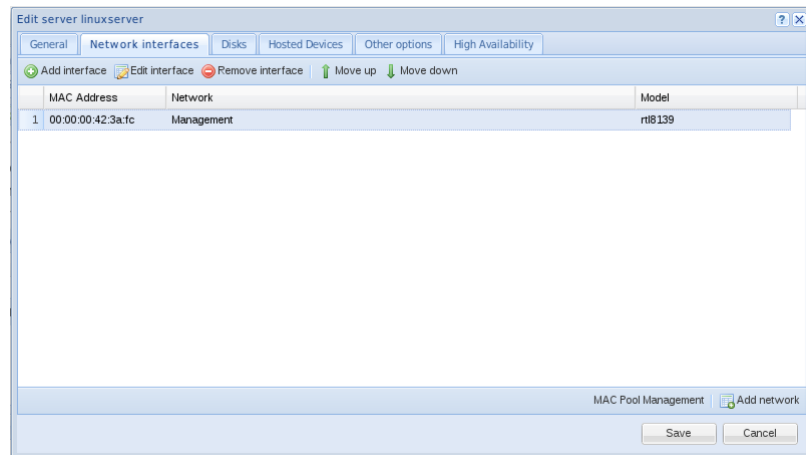 Edit server linuxserver
General Network interfaces Disks Hosted Devices Other options High Availability
Add interface Edit interface Remove interface Move up Move down
MAC Address Network Model
1 00:00:00:42:3a:fc Management rtl8139
MAC Pool Management Add network
Save Cancel